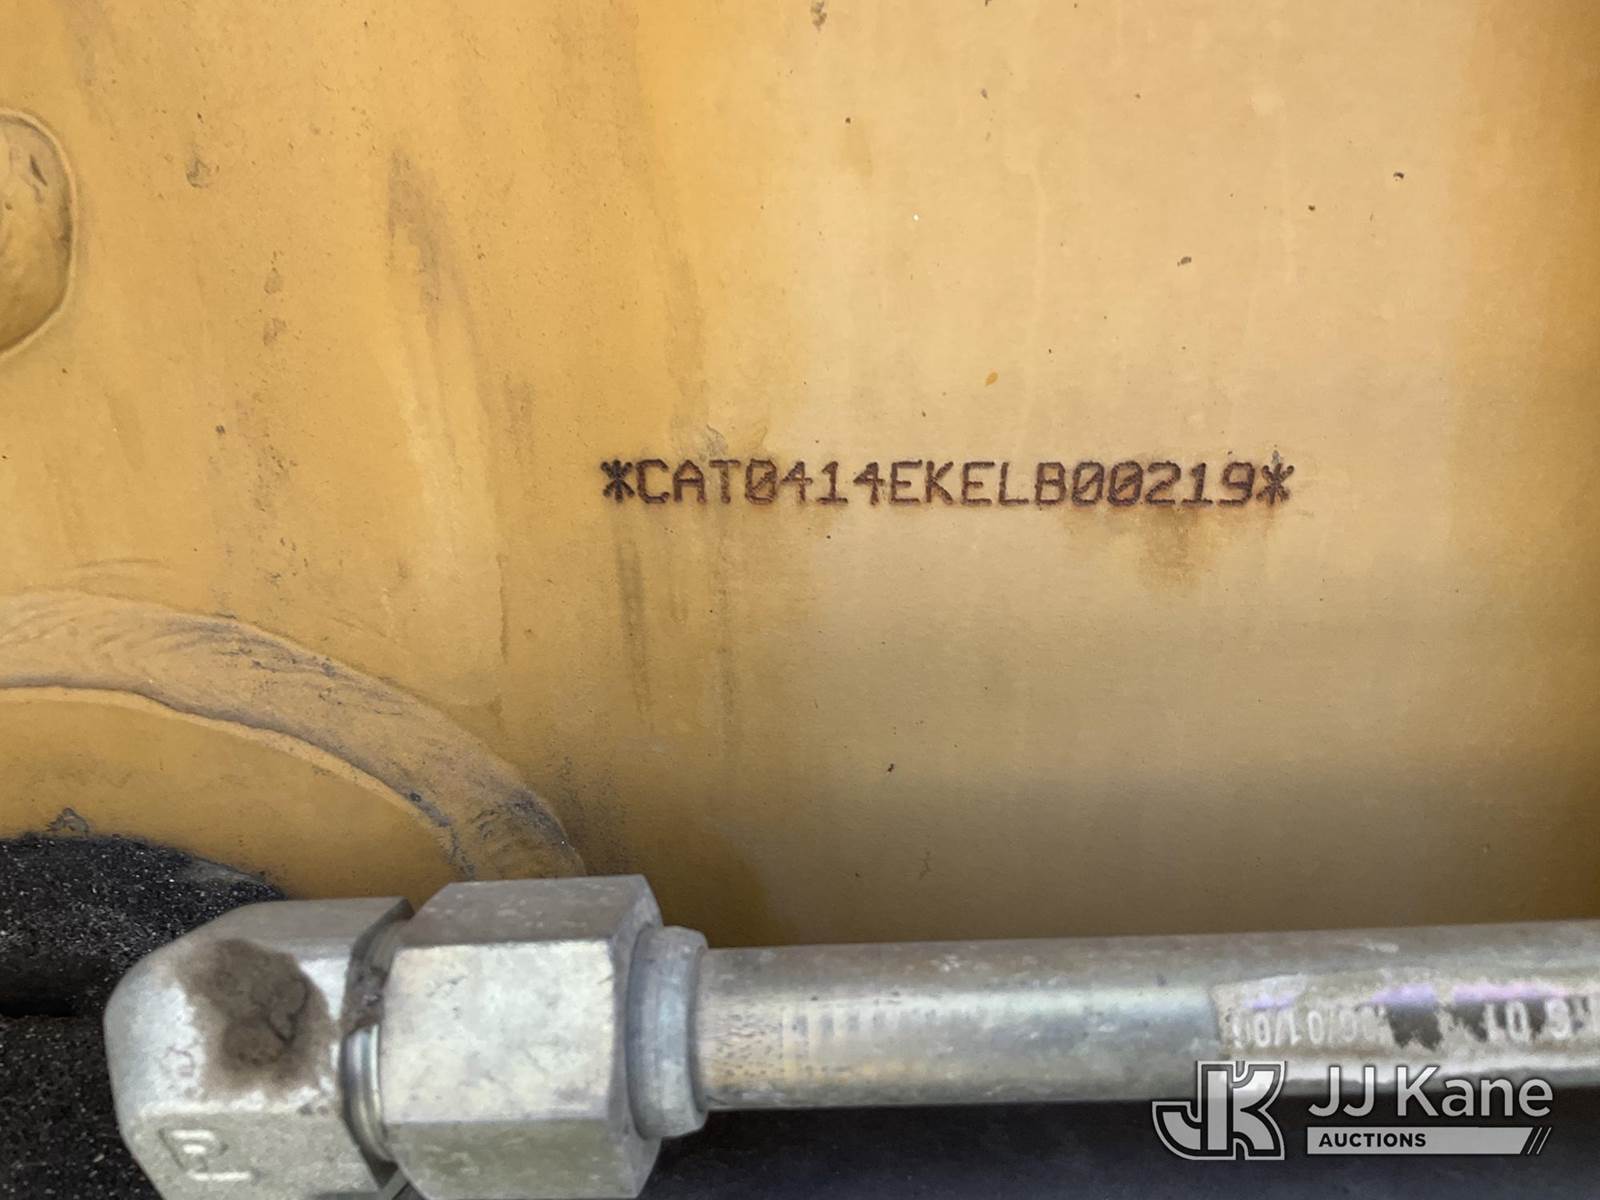 *CAT0414EKELB00219*
JJ Kane
AUCTIONS